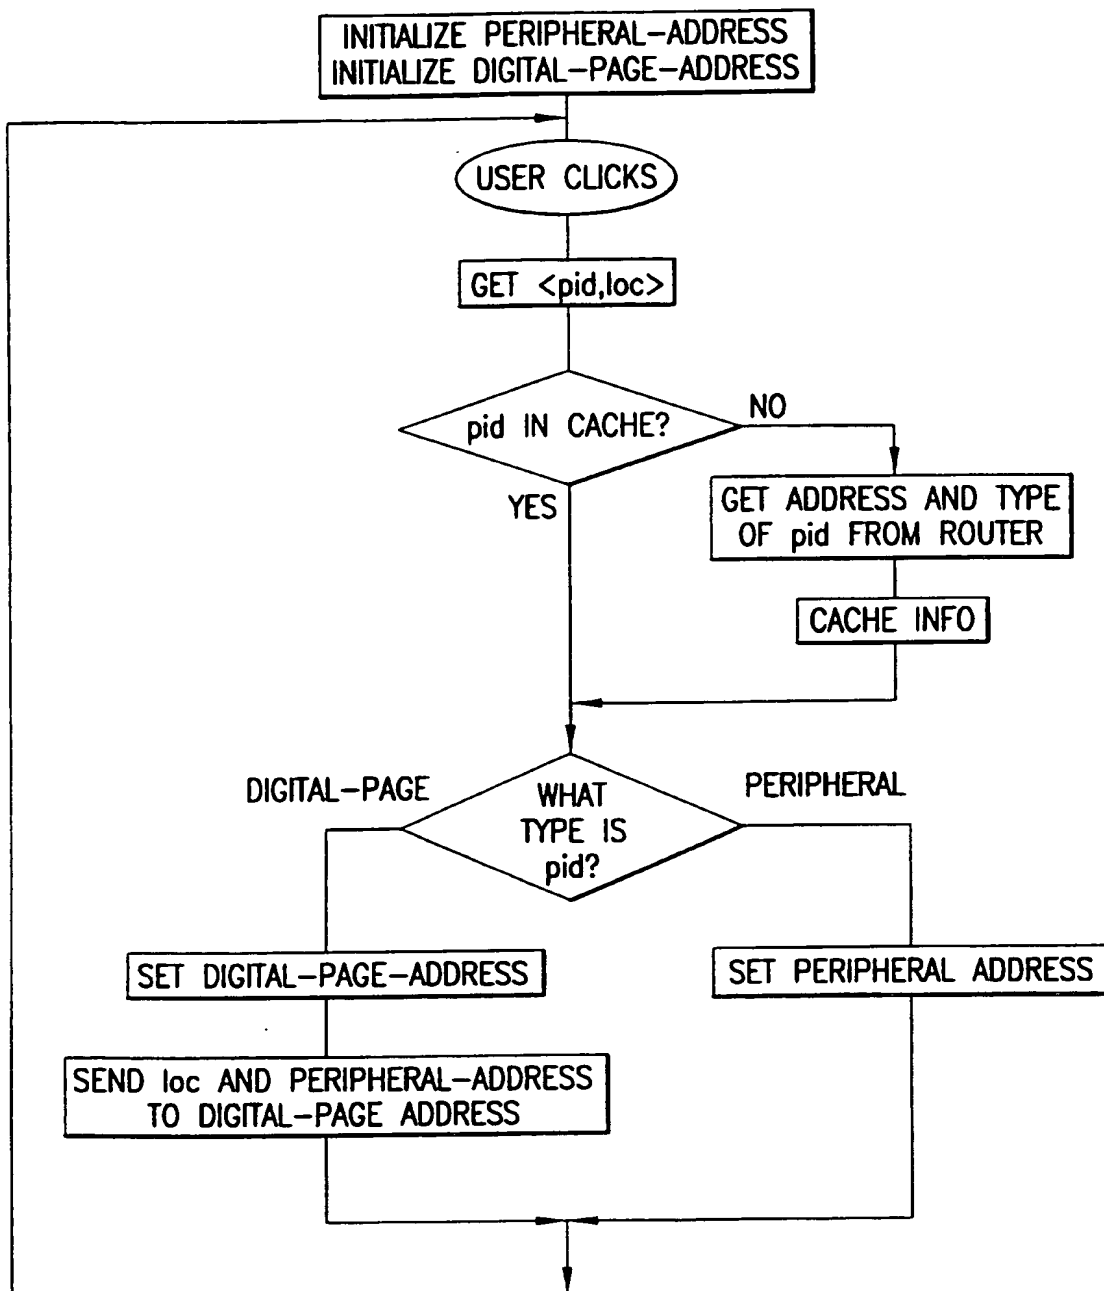 INITIALIZE PERIPHERAL-ADDRESS
INITIALIZE DIGITAL-PAGE-ADDRESS
USER CLICKS
GET <pid,loc>
pid IN CACHE?
NO
YES
GET ADDRESS AND TYPE
OF pid FROM ROUTER
CACHE INFO
DIGITAL-PAGE
WHAT
TYPE IS
pid?
PERIPHERAL
SET DIGITAL-PAGE-ADDRESS
SET PERIPHERAL ADDRESS
SEND loc AND PERIPHERAL-ADDRESS
TO DIGITAL-PAGE ADDRESS